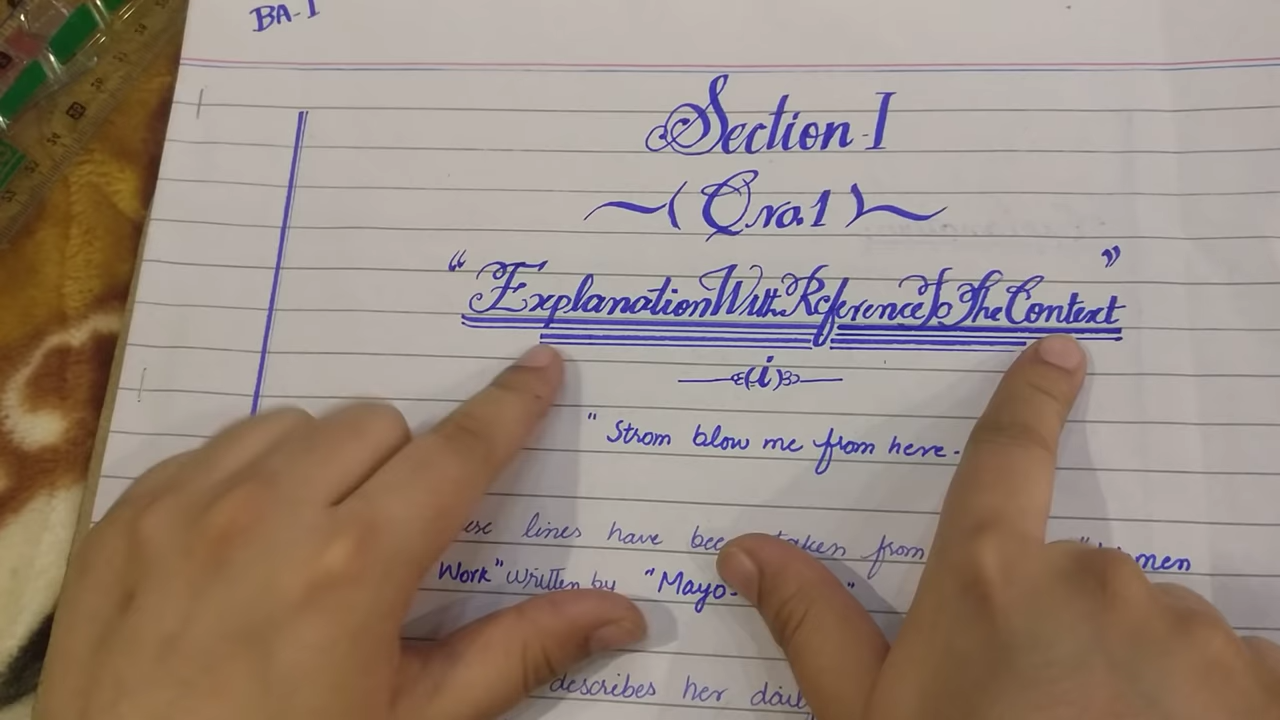 BA-I
Section-I
(Q no.1)
"Explanation With Reference To The Context"
(i)
"Strom blow me from here.
lines have been taken from "Women
Work" written by "Mayo-
describes her